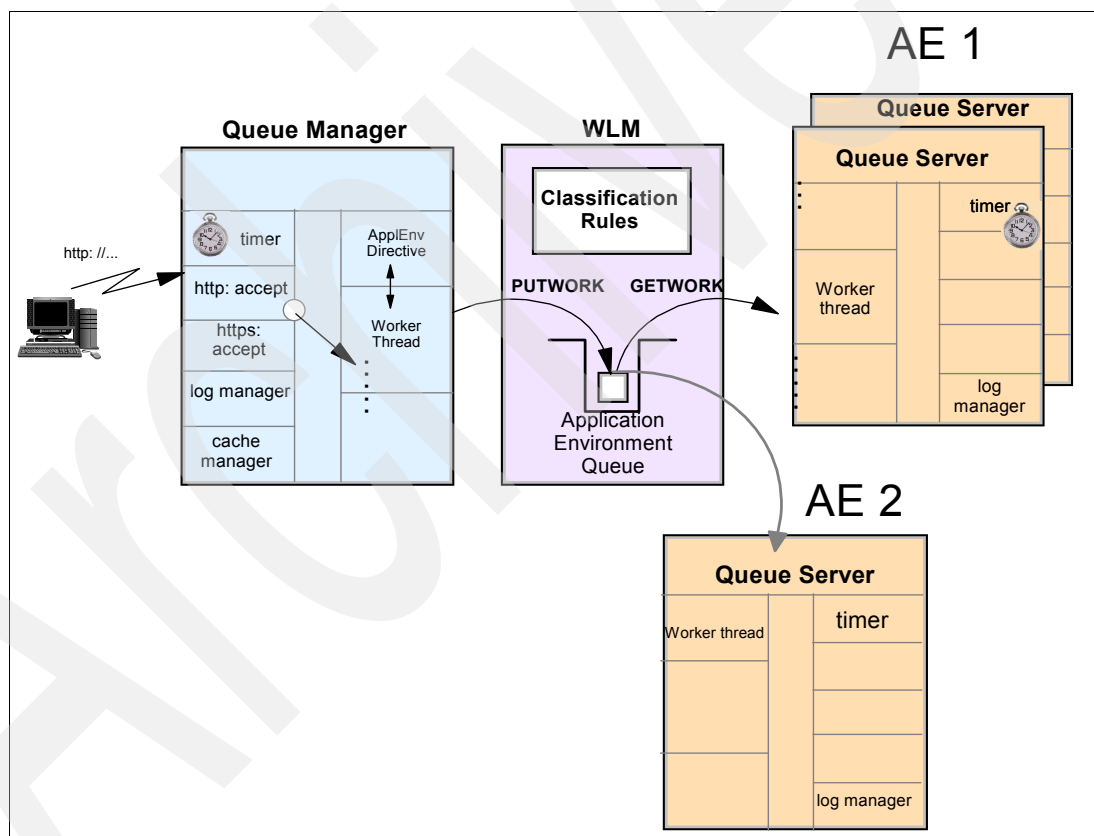 AE 1
Queue Manager
WLM
Queue Server
Queue Server
Classification
Rules
timer
ApplEnv
Directive
timer
http: //...
http: accept
PUTWORK
GETWORK
Worker
thread
https:
accept
Worker
Thread
log manager
log
manager
Application
Environment
Queue
cache
manager
AE 2
Queue Server
Worker thread
timer
log manager
Archive